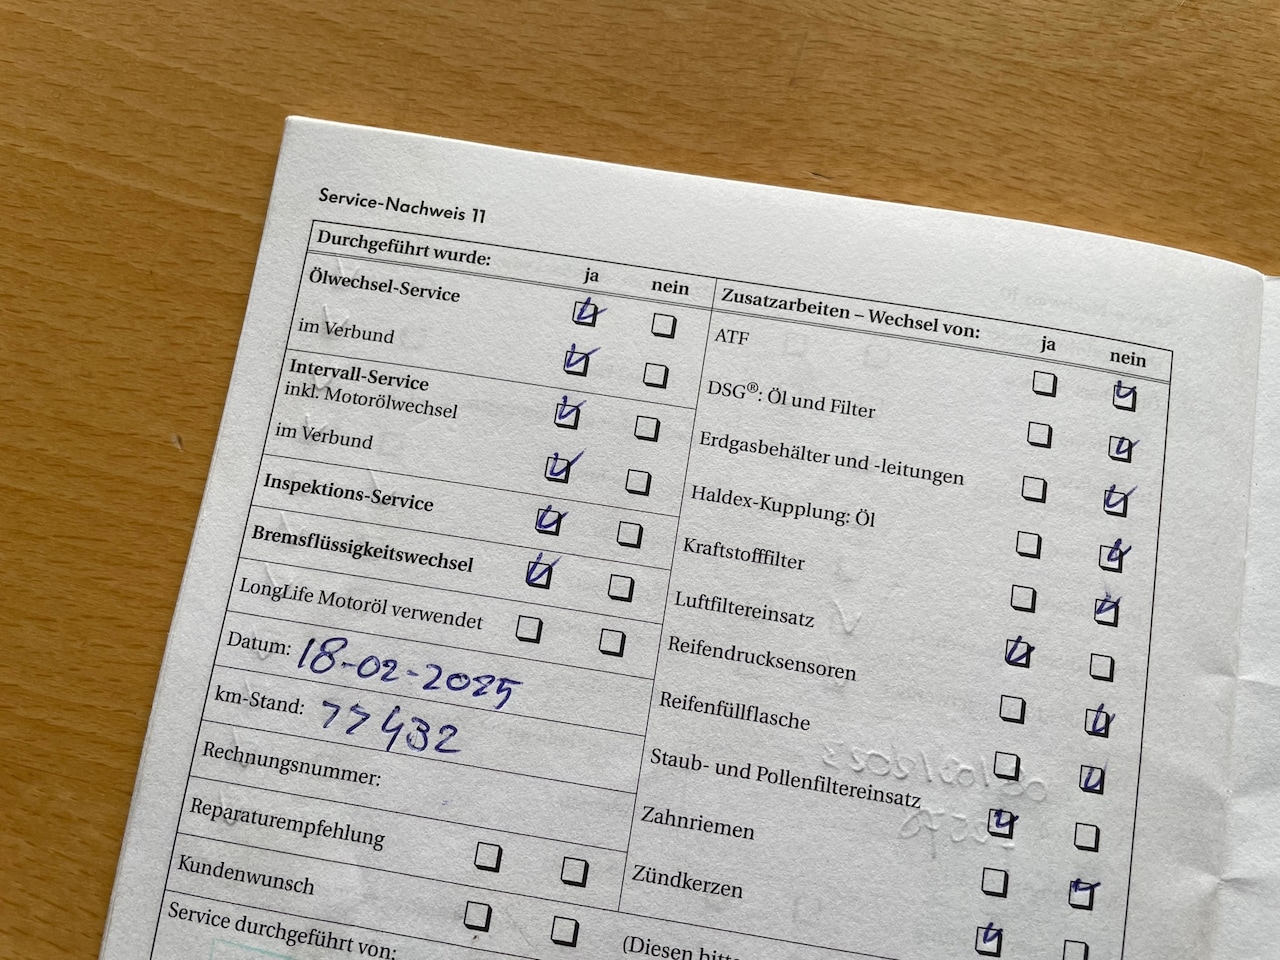 Service-Nachweis 11
Durchgeführt wurde: ja nein
Ölwechsel-Service
im Verbund
Intervall-Service
inkl. Motorölwechsel
im Verbund
Inspektions-Service
Bremsflüssigkeitswechsel
LongLife Motoröl verwendet
Datum: 18-02-2025
km-Stand: 77432
Rechnungsnummer:
Reparaturempfehlung
Kundenwunsch
Service durchgeführt von:
Zusatzarbeiten – Wechsel von: ja nein
ATF
DSG®: Öl und Filter
Erdgasbehälter und -leitungen
Haldex-Kupplung: Öl
Kraftstofffilter
Luftfiltereinsatz
Reifendrucksensoren
Reifenfüllflasche
Staub- und Pollenfiltereinsatz
Zahnriemen
Zündkerzen
(Diesen bitte